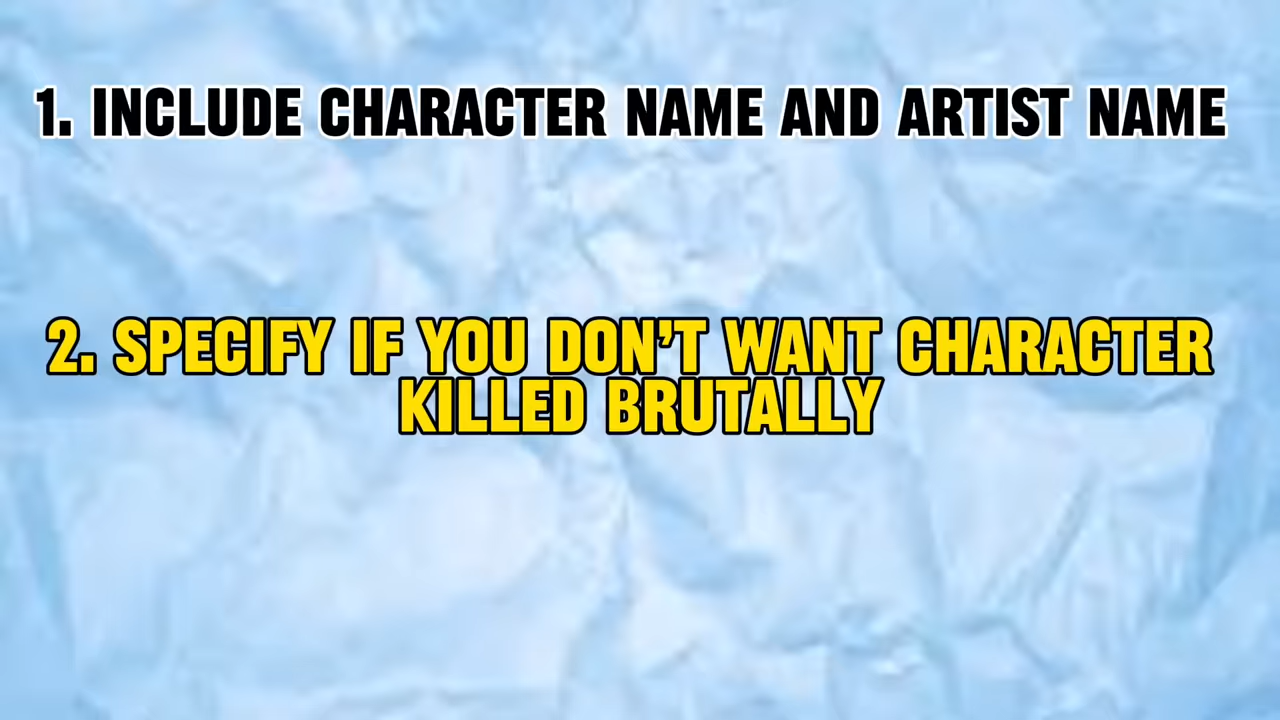 1. INCLUDE CHARACTER NAME AND ARTIST NAME
2. SPECIFY IF YOU DON'T WANT CHARACTER
KILLED BRUTALLY